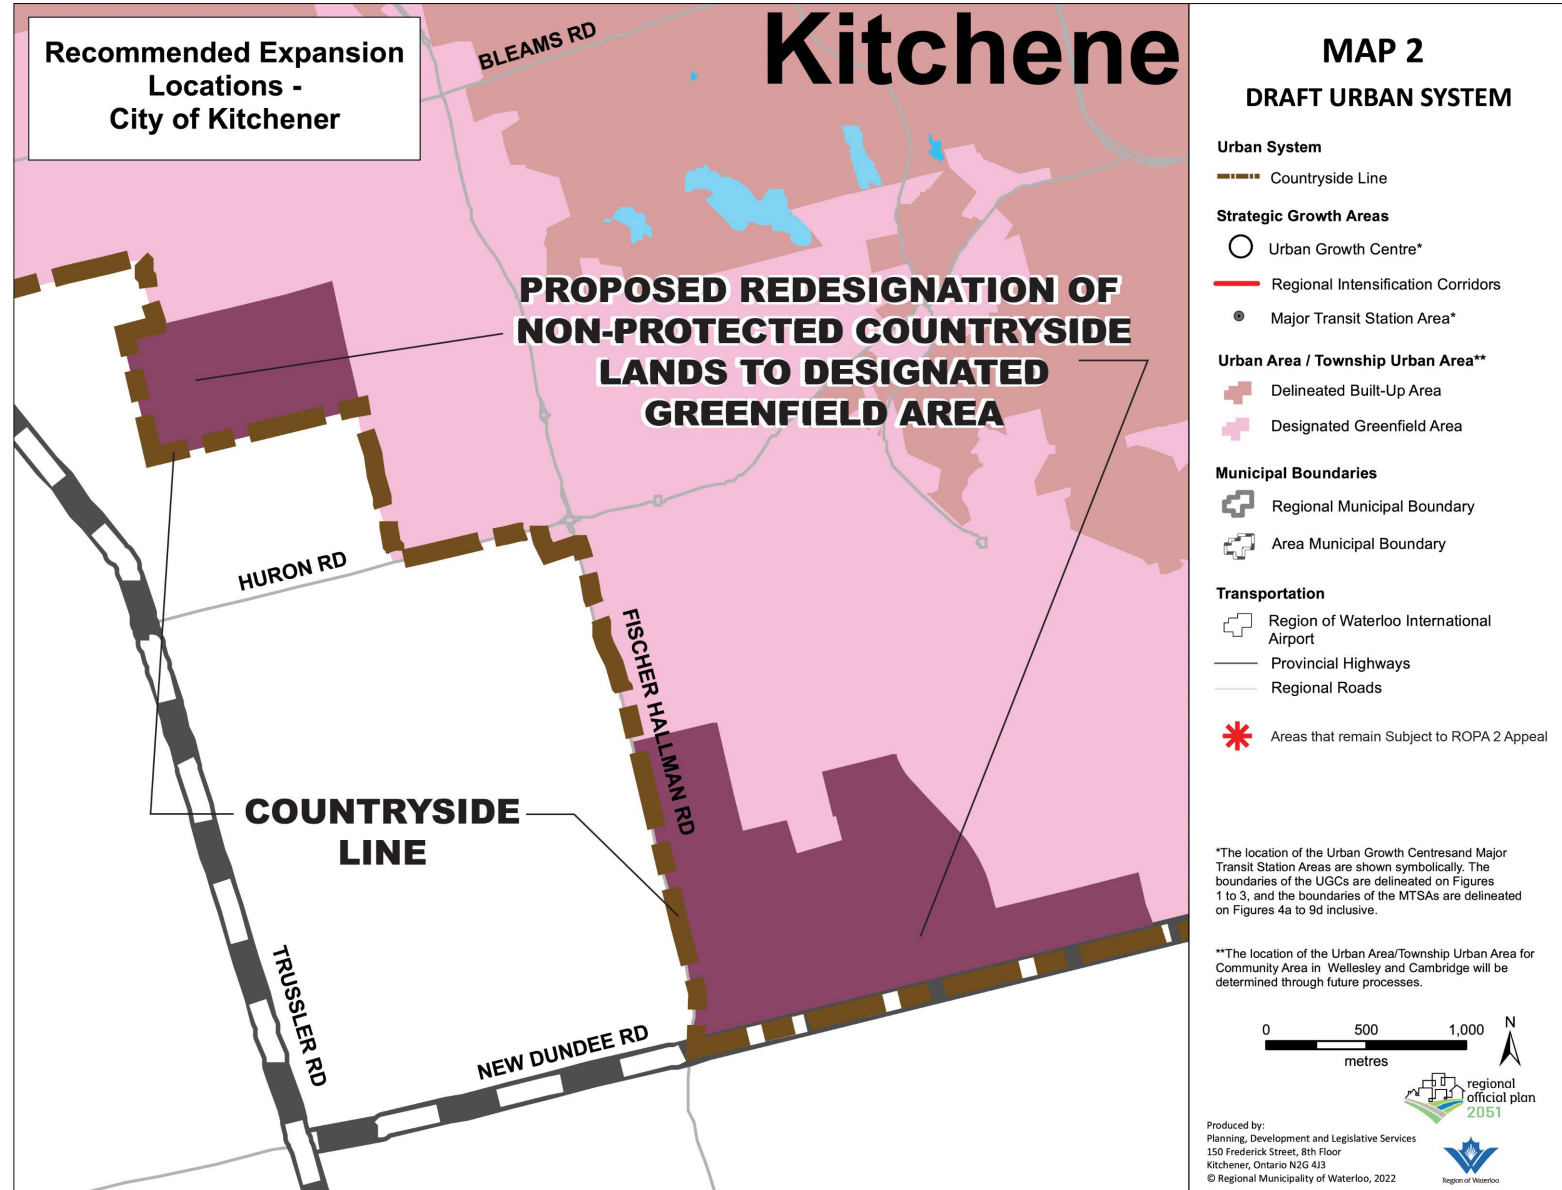 Recommended Expansion
Locations -
City of Kitchener
BLEAMS RD
Kitchene
PROPOSED REDESIGNATION OF
NON-PROTECTED COUNTRYSIDE
LANDS TO DESIGNATED
GREENFIELD AREA
HURON RD
FISCHER HALLMAN RD
COUNTRYSIDE
LINE
TRUSSLER RD
NEW DUNDEE RD
MAP 2
DRAFT URBAN SYSTEM
Urban System
Countryside Line
Strategic Growth Areas
Urban Growth Centre*
Regional Intensification Corridors
Major Transit Station Area*
Urban Area / Township Urban Area**
Delineated Built-Up Area
Designated Greenfield Area
Municipal Boundaries
Regional Municipal Boundary
Area Municipal Boundary
Transportation
Region of Waterloo International
Airport
Provincial Highways
Regional Roads
Areas that remain Subject to ROPA 2 Appeal
*The location of the Urban Growth Centresand Major
Transit Station Areas are shown symbolically. The
boundaries of the UGCs are delineated on Figures
1 to 3, and the boundaries of the MTSAs are delineated
on Figures 4a to 9d inclusive.
**The location of the Urban Area/Township Urban Area for
Community Area in Wellesley and Cambridge will be
determined through future processes.
0 500 1,000
metres
N
regional
official plan
2051
Produced by:
Planning, Development and Legislative Services
150 Frederick Street, 8th Floor
Kitchener, Ontario N2G 4J3
© Regional Municipality of Waterloo, 2022
Region of Waterloo